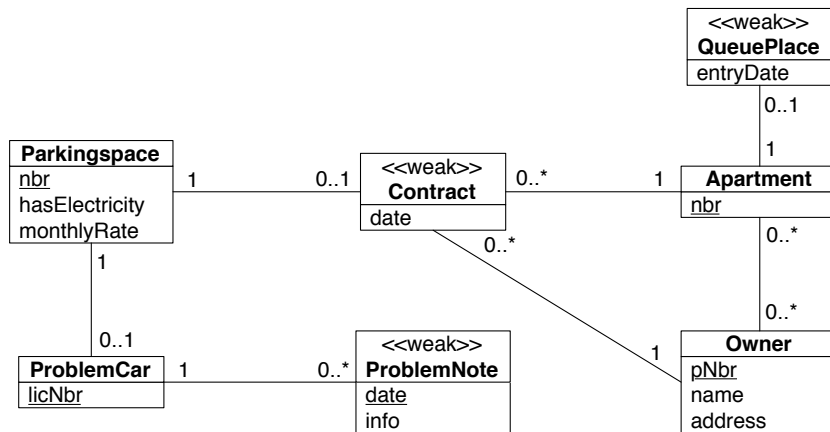 <<weak>>
QueuePlace
entryDate
0..1
1
Parkingspace
nbr
hasElectricity
monthlyRate
1
0..1
<<weak>>
Contract
date
0..*
1
Apartment
nbr
0..*
0..*
1
0..1
0..*
1
ProblemCar
licNbr
1
0..*
<<weak>>
ProblemNote
date
info
Owner
pNbr
name
address